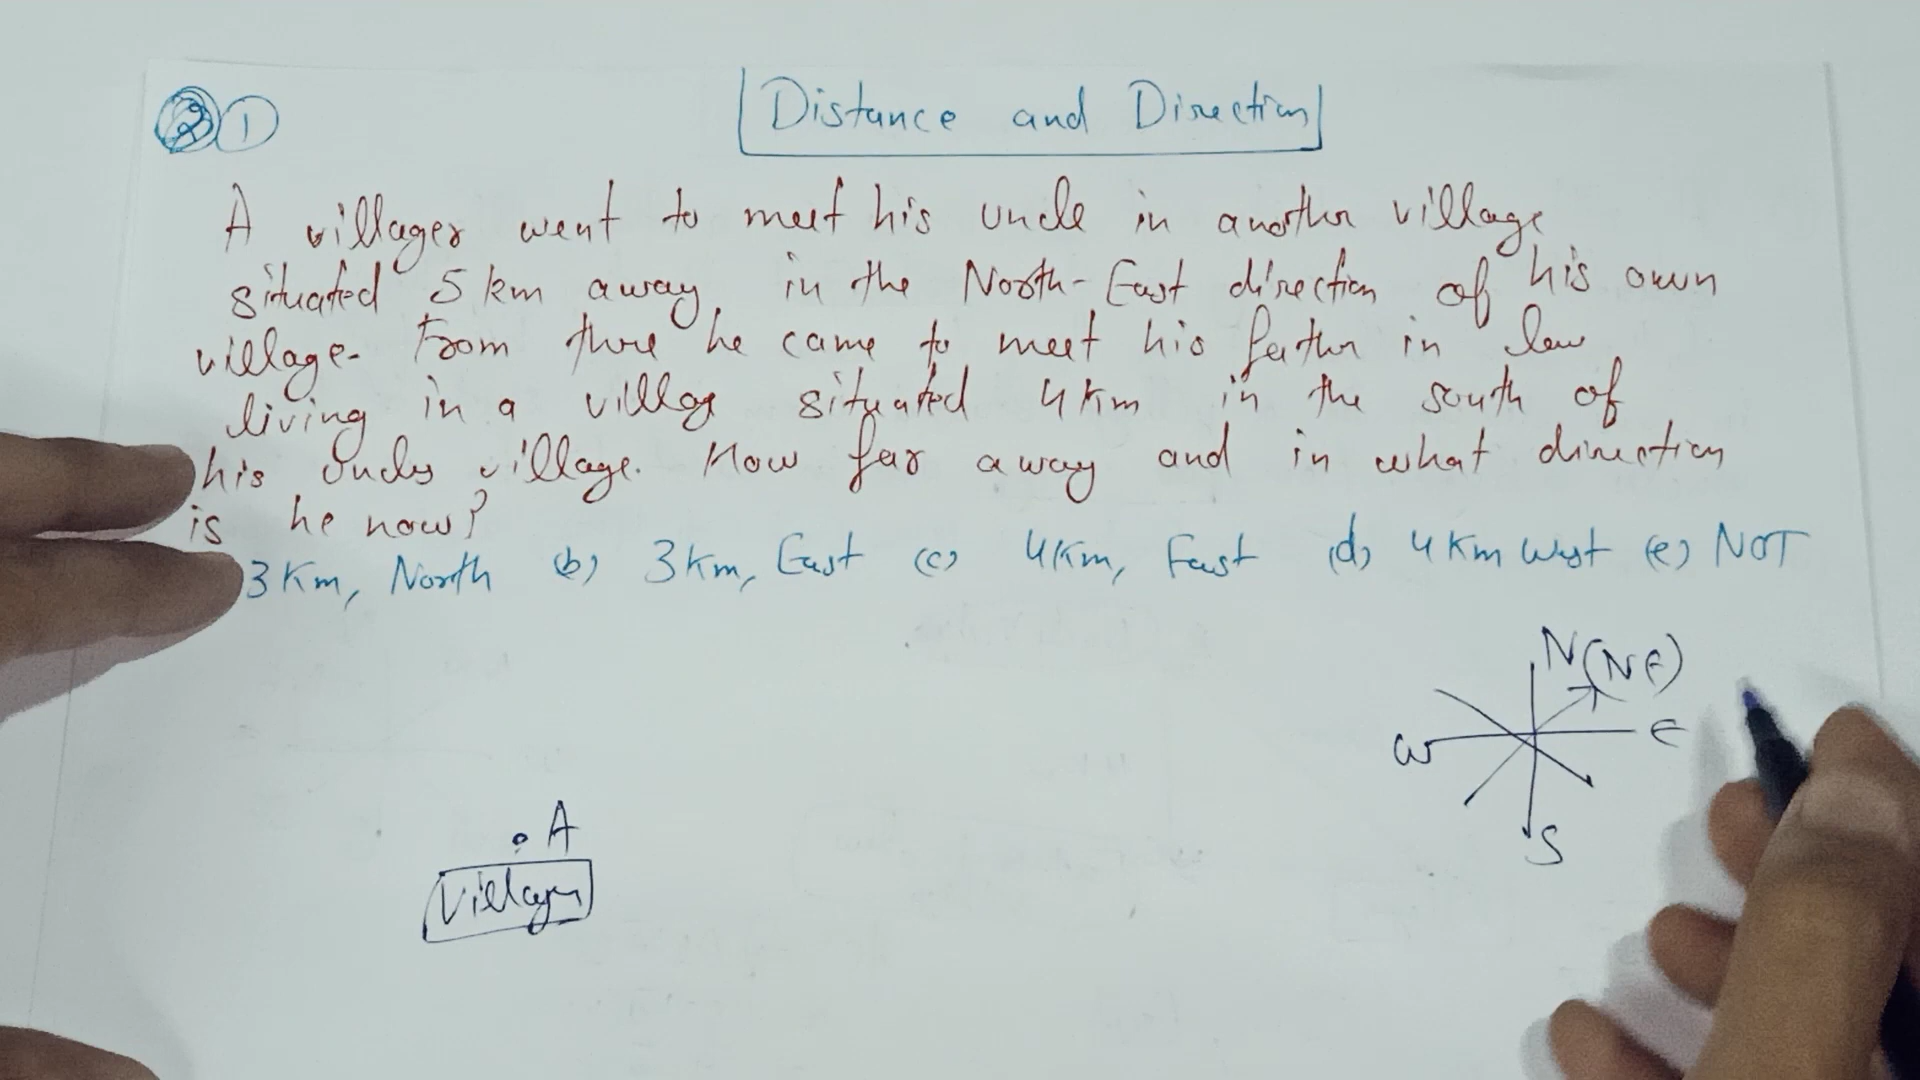 1
Distance and Direction
A villager went to meet his uncle in another village
situated 5 km away in the North-East direction of his own
village. From there he came to meet his father in law
living in a village situated 4 km in the south of
his uncles village. How far away and in what direction
is he now?
3 Km, North (b) 3 Km, East (c) 4 Km, East (d) 4 Km West (e) NOT
N (NE)
W E
S
A
Village